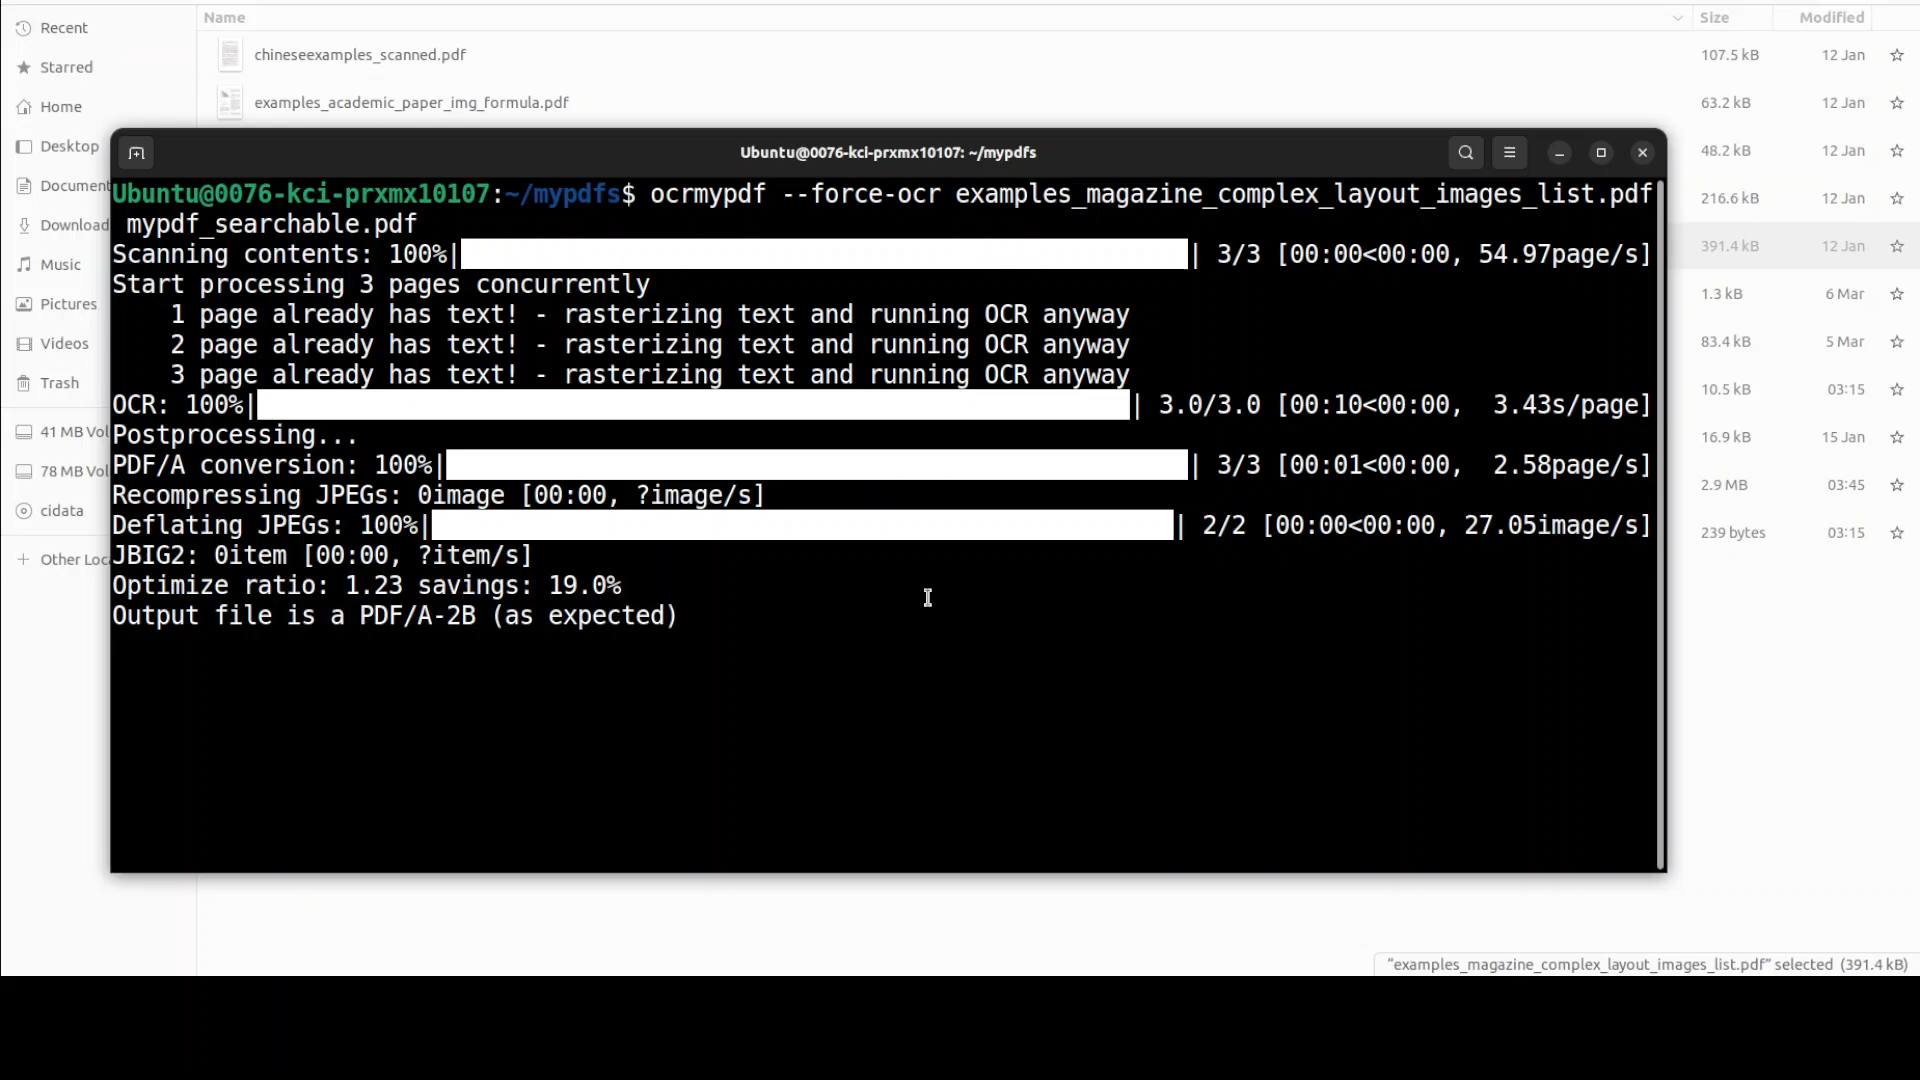 Name
Size
Modified
Recent
Starred
Home
Desktop
Document
Download
Music
Pictures
Videos
Trash
41 MB Vol
78 MB Vol
cidata
Other Loc
chineseexamples_scanned.pdf
107.5 kB 12 Jan
examples_academic_paper_img_formula.pdf
63.2 kB 12 Jan
48.2 kB 12 Jan
216.6 kB 12 Jan
391.4 kB 12 Jan
1.3 kB 6 Mar
83.4 kB 5 Mar
10.5 kB 03:15
16.9 kB 15 Jan
2.9 MB 03:45
239 bytes 03:15
Ubuntu@0076-kci-prxmx10107: ~/mypdfs
Ubuntu@0076-kci-prxmx10107:~/mypdfs$ ocrmypdf --force-ocr examples_magazine_complex_layout_images_list.pdf
mypdf_searchable.pdf
Scanning contents: 100%| | 3/3 [00:00<00:00, 54.97page/s]
Start processing 3 pages concurrently
1 page already has text! - rasterizing text and running OCR anyway
2 page already has text! - rasterizing text and running OCR anyway
3 page already has text! - rasterizing text and running OCR anyway
OCR: 100%| | 3.0/3.0 [00:10<00:00, 3.43s/page]
Postprocessing...
PDF/A conversion: 100%| | 3/3 [00:01<00:00, 2.58page/s]
Recompressing JPEGs: 0image [00:00, ?image/s]
Deflating JPEGs: 100%| | 2/2 [00:00<00:00, 27.05image/s]
JBIG2: 0item [00:00, ?item/s]
Optimize ratio: 1.23 savings: 19.0%
Output file is a PDF/A-2B (as expected)
“examples_magazine_complex_layout_images_list.pdf” selected (391.4 kB)